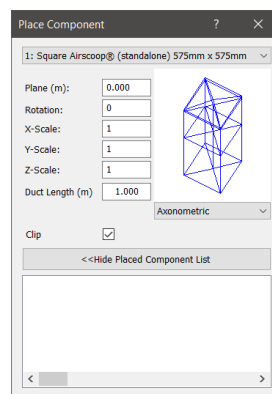 Place Component ? ×
1: Square Airscoop® (standalone) 575mm x 575mm
Plane (m): 0.000
Rotation: 0
X-Scale: 1
Y-Scale: 1
Z-Scale: 1
Duct Length (m) 1.000
Axonometric
Clip
<<Hide Placed Component List